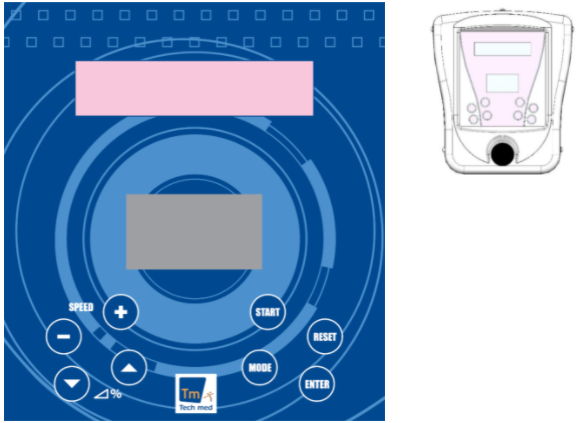 SPEED
+
START
-
RESET
MODE
ENTER
%
Tm
Tech med